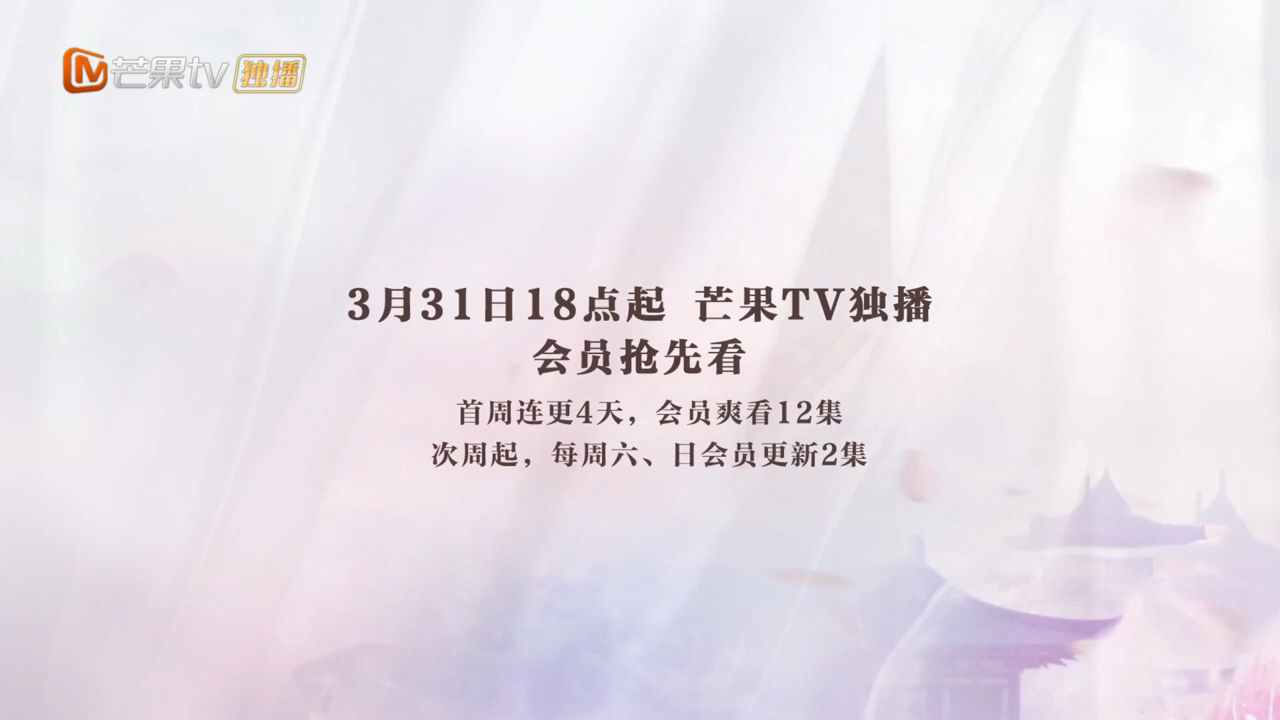 芒果tv 独播
3月31日18点起 芒果TV独播
会员抢先看
首周连更4天，会员爽看12集
次周起，每周六、日会员更新2集